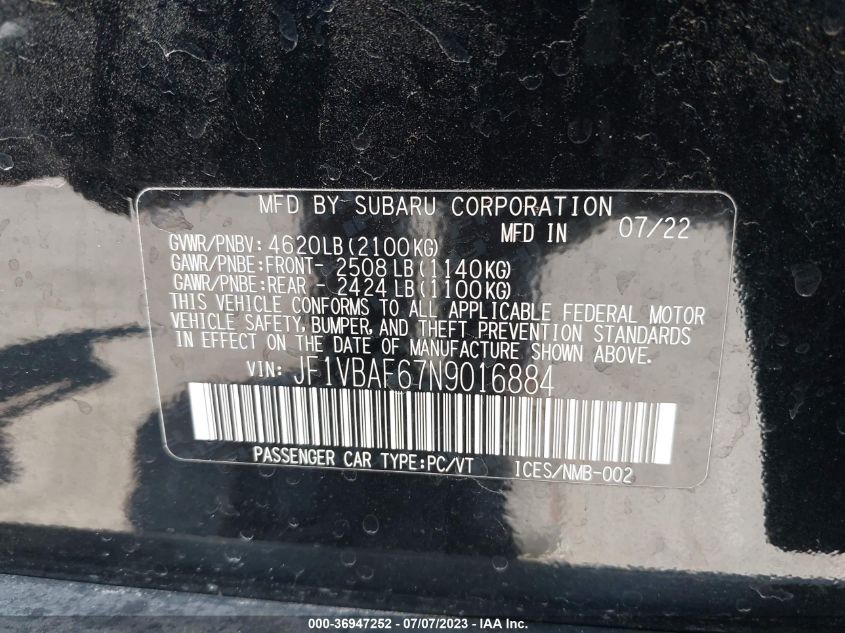 MFD BY SUBARU CORPORATION
MFD IN 07/22
GVWR/PNBV: 4620LB(2100KG)
GAWR/PNBE:FRONT- 2508 LB(1140KG)
GAWR/PNBE:REAR - 2424 LB(1100KG)
THIS VEHICLE CONFORMS TO ALL APPLICABLE FEDERAL MOTOR
VEHICLE SAFETY, BUMPER, AND THEFT PREVENTION STANDARDS
IN EFFECT ON THE DATE OF MANUFACTURE SHOWN ABOVE.
VIN: JF1VBAF67N9016884
PASSENGER CAR TYPE:PC/VT ICES/NMB-002
000-36947252 - 07/07/2023 - IAA Inc.